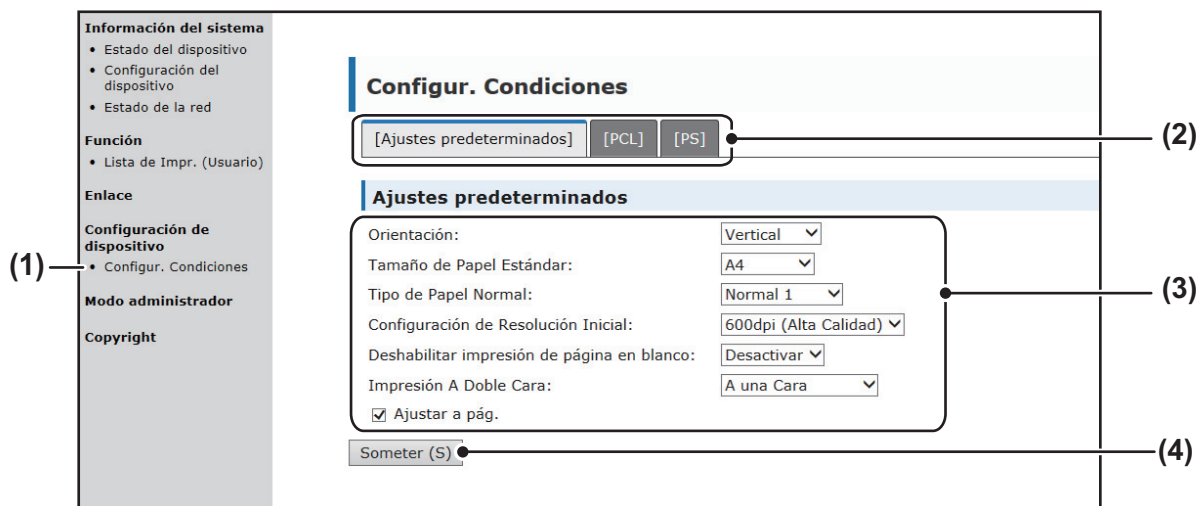 Información del sistema
• Estado del dispositivo
• Configuración del
dispositivo
• Estado de la red
Función
• Lista de Impr. (Usuario)
Enlace
Configuración de
dispositivo
(1)
• Configur. Condiciones
Modo administrador
Copyright
Configur. Condiciones
[Ajustes predeterminados] [PCL] [PS]
(2)
Ajustes predeterminados
Orientación: Vertical
Tamaño de Papel Estándar: A4
Tipo de Papel Normal: Normal 1
(3)
Configuración de Resolución Inicial: 600dpi (Alta Calidad)
Deshabilitar impresión de página en blanco: Desactivar
Impresión A Doble Cara: A una Cara
Ajustar a pág.
Someter (S)
(4)